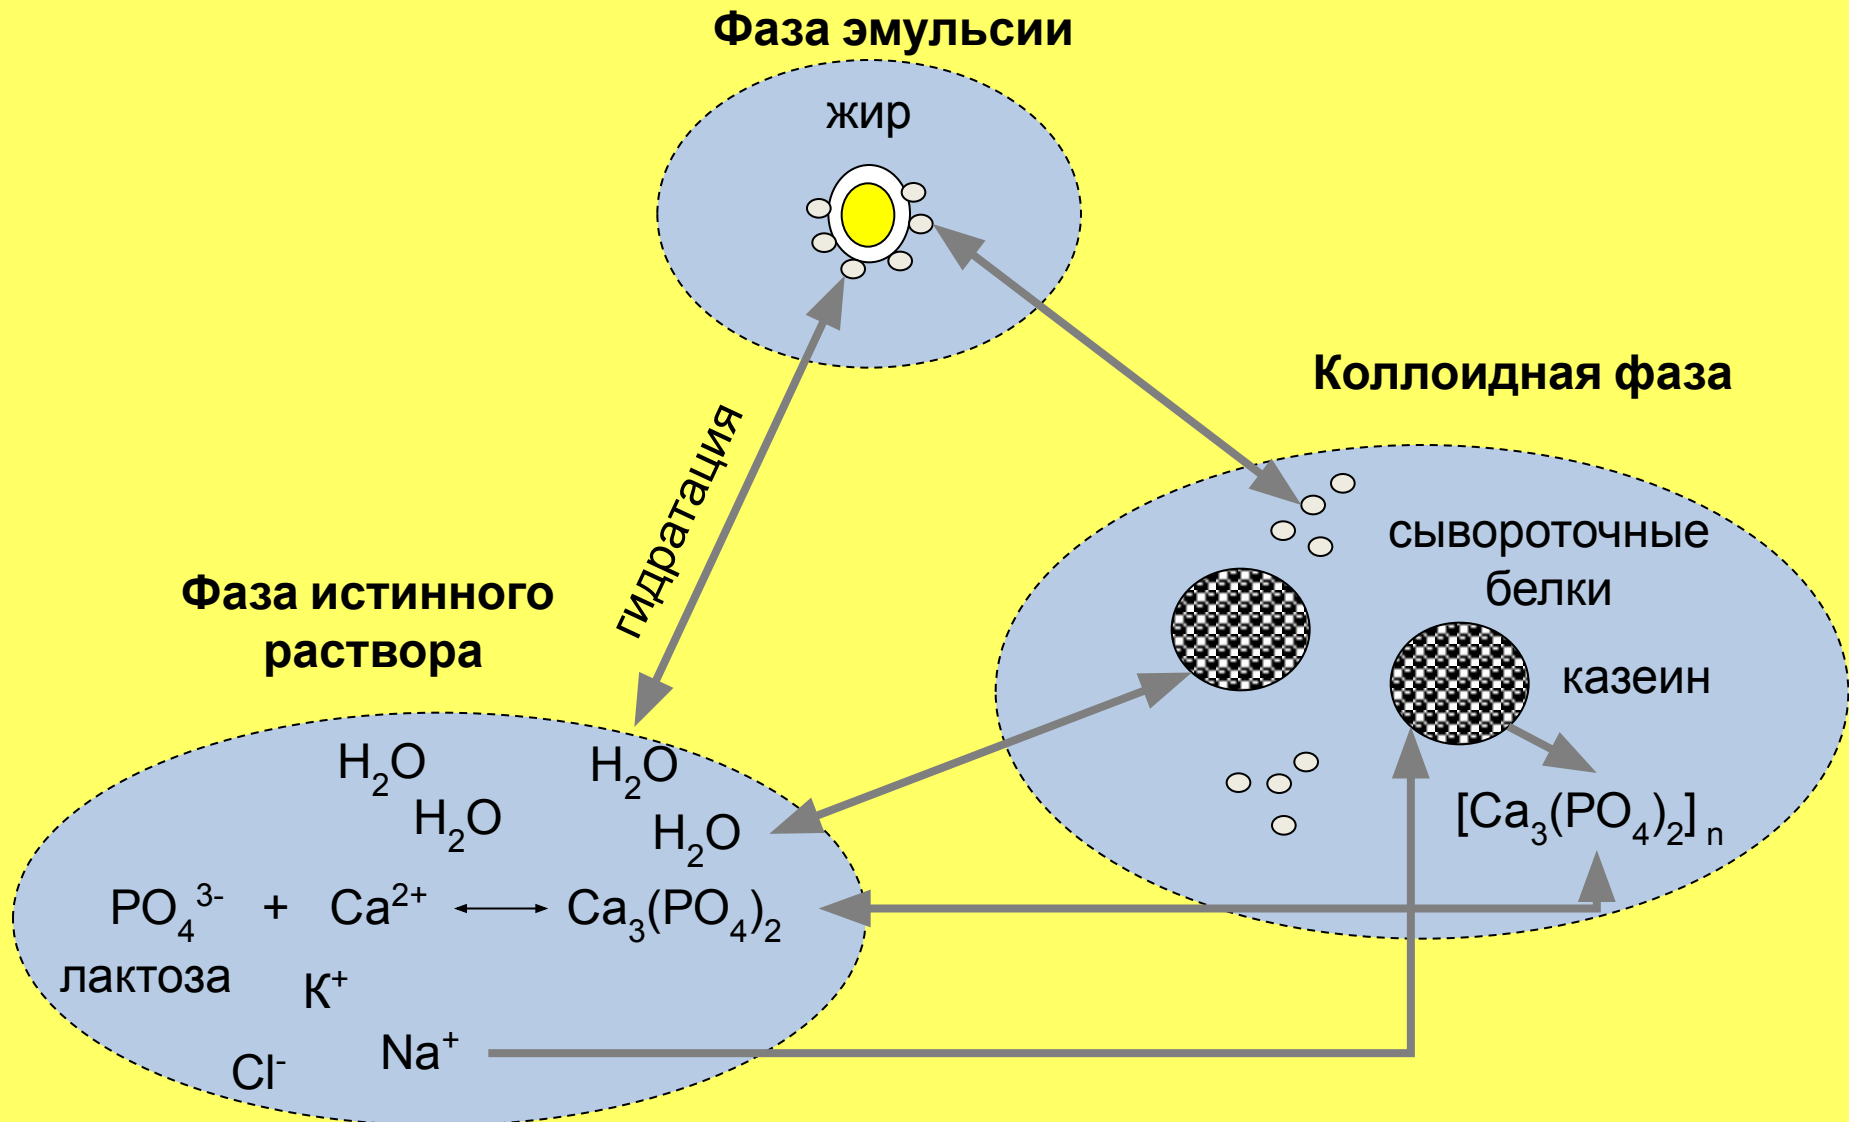 Фаза эмульсии
жир
гидратация
Коллоидная фаза
сывороточные
белки
казеин
[Ca₃(PO₄)₂] ₙ
Фаза истинного
раствора
H₂O
H₂O
H₂O
H₂O
PO₄³⁻ + Ca²⁺ ⟷ Ca₃(PO₄)₂
лактоза
K⁺
Na⁺
Cl⁻